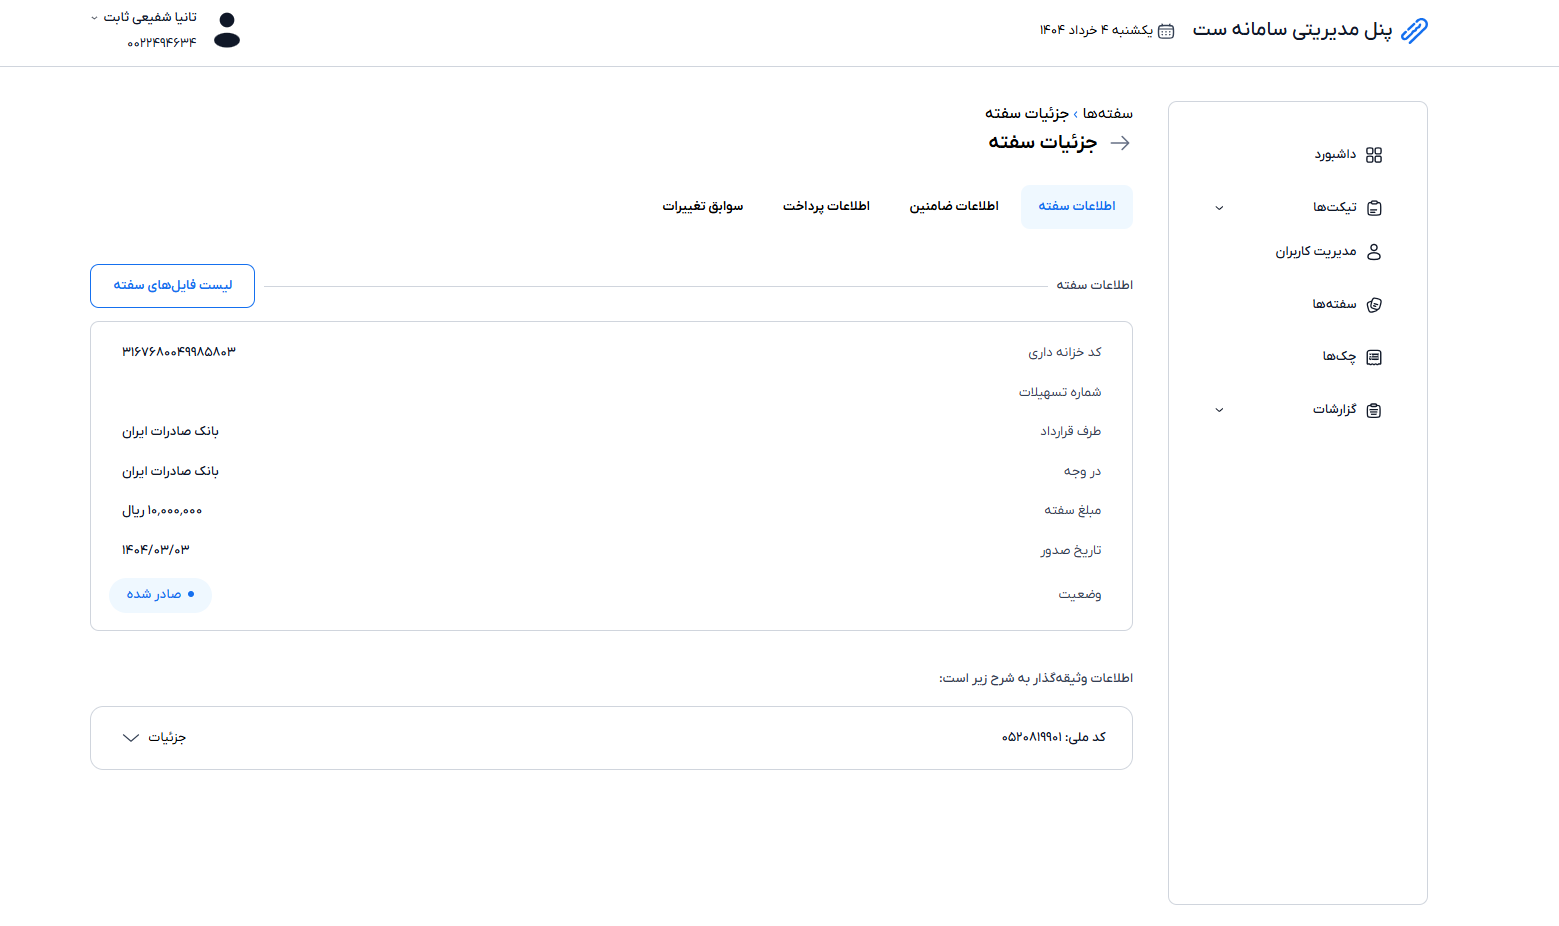 پنل مدیریتی سامانه ست
یکشنبه ۴ خرداد ۱۴۰۴
تانیا شفیعی ثابت
۰۰۲۲۴۹۴۶۳۴
داشبورد
تیکت‌ها
مدیریت کاربران
سفته‌ها
چک‌ها
گزارشات
سفته‌ها › جزئیات سفته
جزئیات سفته
اطلاعات سفته
اطلاعات ضامنین
اطلاعات پرداخت
سوابق تغییرات
اطلاعات سفته
لیست فایل‌های سفته
کد خزانه داری ۳۱۶۷۶۸۰۰۴۹۹۸۵۸۰۳
شماره تسهیلات
طرف قرارداد بانک صادرات ایران
در وجه بانک صادرات ایران
مبلغ سفته ۱۰,۰۰۰,۰۰۰ ریال
تاریخ صدور ۱۴۰۴/۰۳/۰۳
وضعیت صادر شده
اطلاعات وثیقه‌گذار به شرح زیر است:
کد ملی: ۰۵۲۰۸۱۹۹۰۱ جزئیات